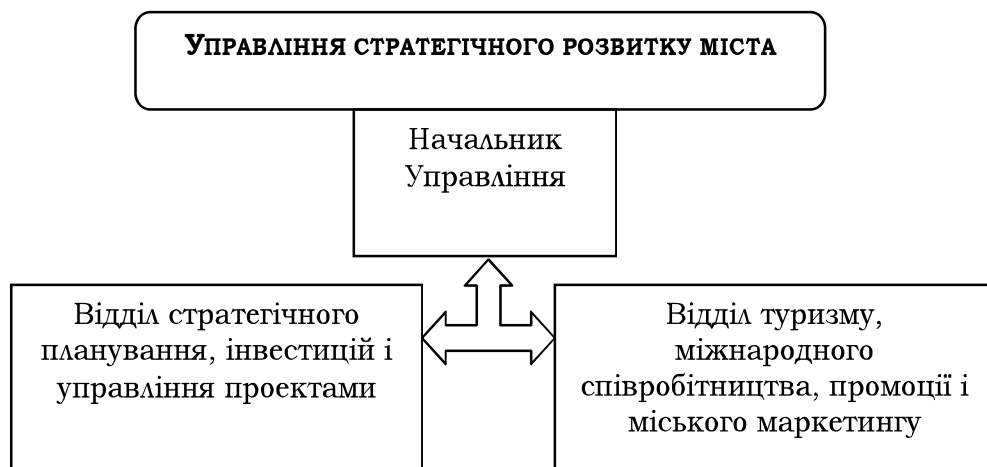 УПРАВЛІННЯ СТРАТЕГІЧНОГО РОЗВИТКУ МІСТА
Начальник
Управління
Відділ стратегічного
планування, інвестицій і
управління проектами
Відділ туризму,
міжнародного
співробітництва, промоції і
міського маркетингу